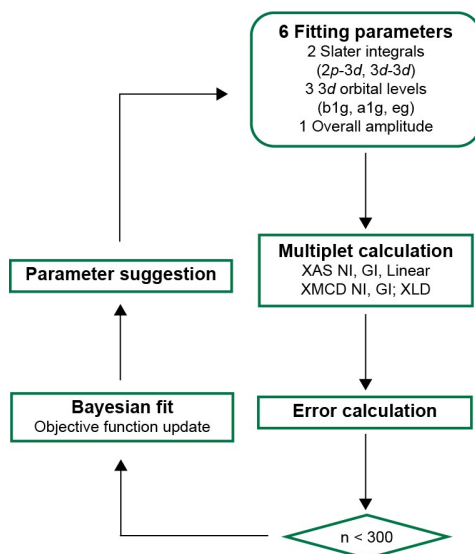 6 Fitting parameters
2 Slater integrals
(2p-3d, 3d-3d)
3 3d orbital levels
(b1g, a1g, eg)
1 Overall amplitude
Multiplet calculation
XAS NI, GI, Linear
XMCD NI, GI; XLD
Parameter suggestion
Bayesian fit
Objective function update
Error calculation
n < 300